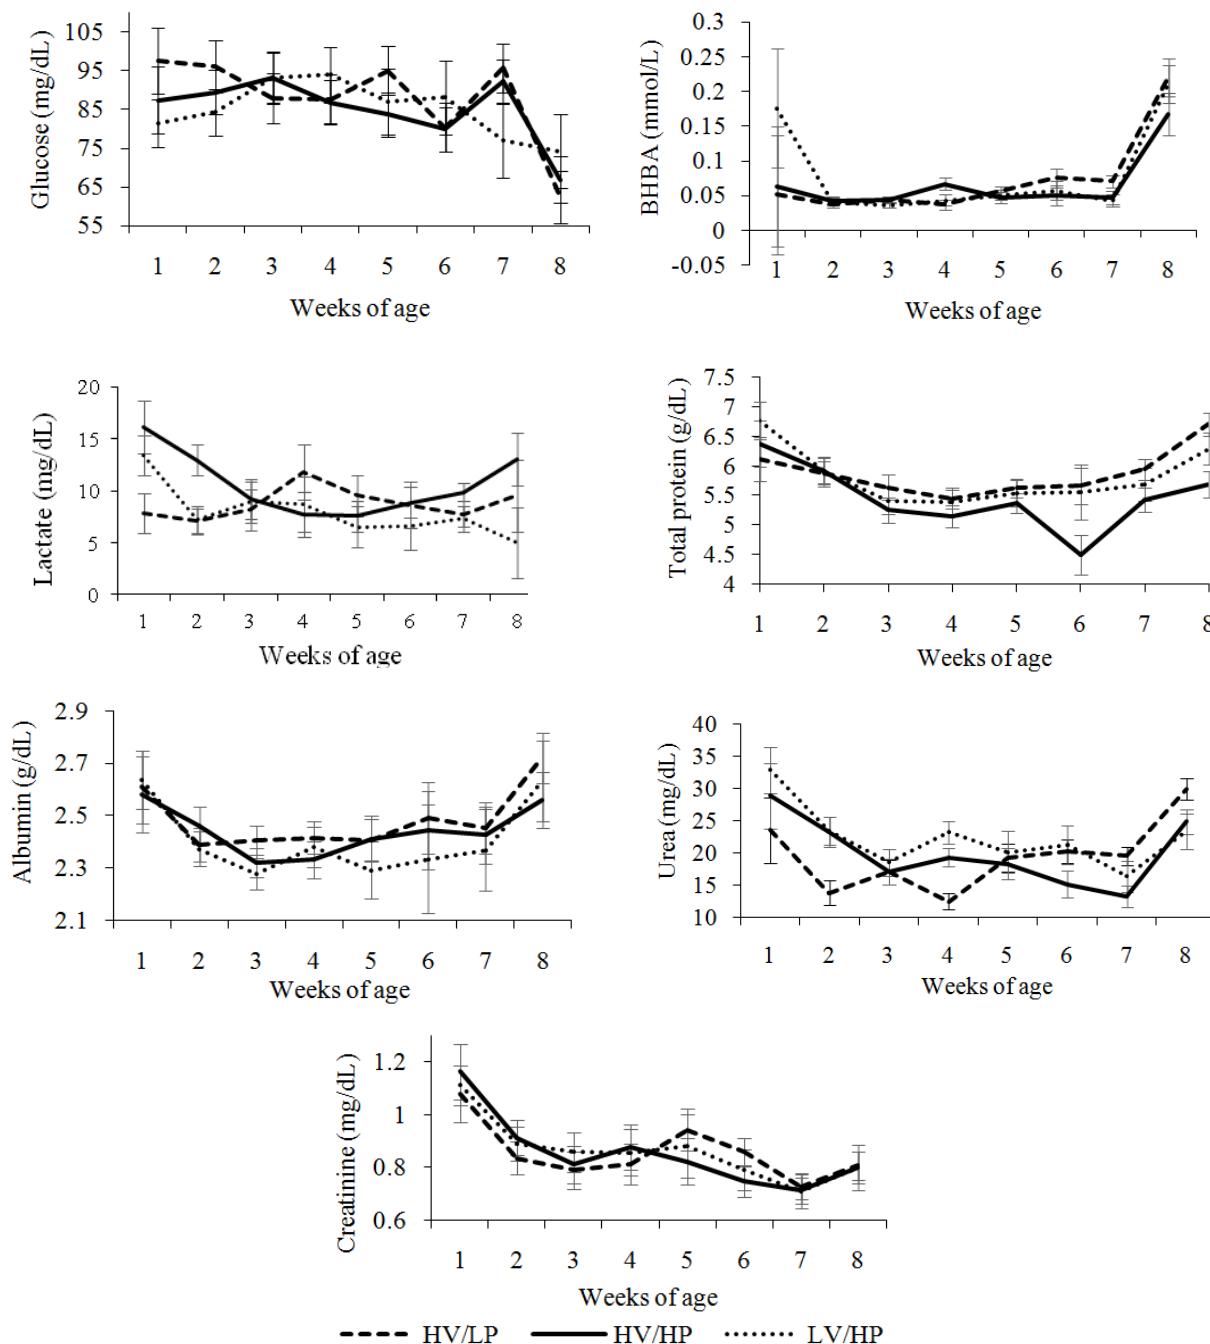 Glucose (mg/dL)
105
95
85
75
65
55
1 2 3 4 5 6 7 8
Weeks of age
BHBA (mmol/L)
0.3
0.25
0.2
0.15
0.1
0.05
0
-0.05
1 2 3 4 5 6 7 8
Weeks of age
Lactate (mg/dL)
20
15
10
5
0
1 2 3 4 5 6 7 8
Weeks of age
Total protein (g/dL)
7.5
7
6.5
6
5.5
5
4.5
4
1 2 3 4 5 6 7 8
Weeks of age
Albumin (g/dL)
2.9
2.7
2.5
2.3
2.1
1 2 3 4 5 6 7 8
Weeks of age
Urea (mg/dL)
40
35
30
25
20
15
10
1 2 3 4 5 6 7 8
Weeks of age
Creatinine (mg/dL)
1.2
1
0.8
0.6
1 2 3 4 5 6 7 8
Weeks of age
HV/LP HV/HP LV/HP